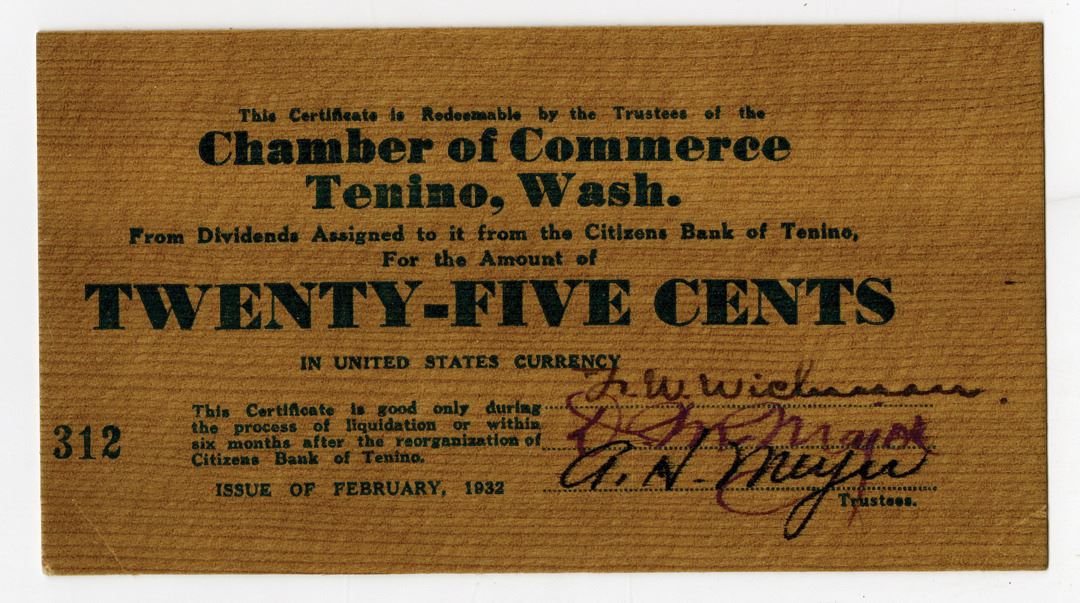 This Certificate is Redeemable by the Trustees of the
Chamber of Commerce
Tenino, Wash.
From Dividends Assigned to it from the Citizens Bank of Tenino,
For the Amount of
TWENTY-FIVE CENTS
IN UNITED STATES CURRENCY
F. W. Wichman
312
This Certificate is good only during
the process of liquidation or within
six months after the reorganization of
Citizens Bank of Tenino.
D. M. Major
A. H. Meyer
ISSUE OF FEBRUARY, 1932
Trustees.